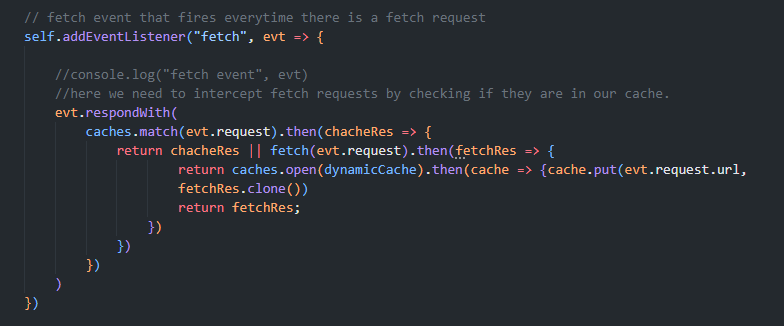 // fetch event that fires everytime there is a fetch request
self.addEventListener("fetch", evt => {
//console.log("fetch event", evt)
//here we need to intercept fetch requests by checking if they are in our cache.
evt.respondWith(
caches.match(evt.request).then(chacheRes => {
return chacheRes || fetch(evt.request).then(fetchRes => {
return caches.open(dynamicCache).then(cache => {cache.put(evt.request.url,
fetchRes.clone())
return fetchRes;
})
})
})
)
})